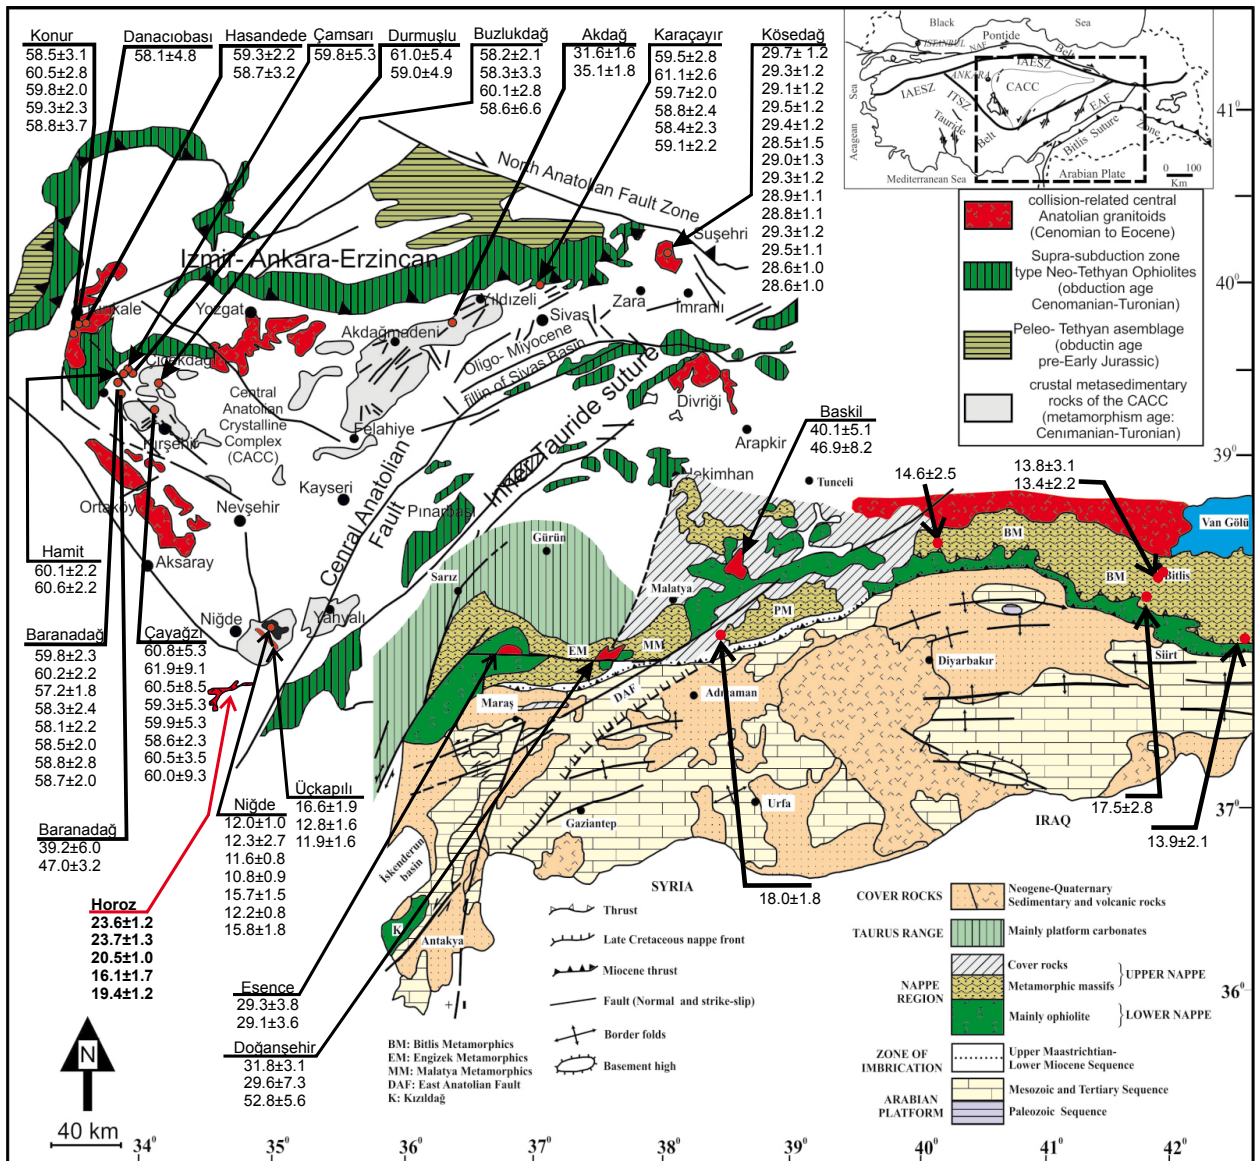 Konur
58.5±3.1
60.5±2.8
59.8±2.0
59.3±2.3
58.8±3.7
Danacıobası
58.1±4.8
Hasandede
59.3±2.2
58.7±3.2
Çamsarı
59.8±5.3
Durmuşlu
61.0±5.4
59.0±4.9
Buzlukdağ
58.2±2.1
58.3±3.3
60.1±2.8
58.6±6.6
Akdağ
31.6±1.6
35.1±1.8
Karaçayır
59.5±2.8
61.1±2.6
59.7±2.0
58.8±2.4
58.4±2.3
59.1±2.2
Kösedağ
29.7± 1.2
29.3±1.2
29.1±1.2
29.5±1.2
29.4±1.2
28.5±1.5
29.0±1.3
29.3±1.2
28.9±1.1
28.8±1.1
29.3±1.2
29.5±1.1
28.6±1.0
28.6±1.0
Black
Sea
Pontide
ISTANBUL
NAF
Belt
IAESZ
ANKARA
CACC
IAESZ
ITSZ
EAF
Aeagean
Sea
Tauride
Belt
Bitlis Suture
Zone
Mediterranean Sea
Arabian Plate
0 100
Km
41⁰
40⁰
39⁰
37⁰
36⁰
collision-related central
Anatolian granitoids
(Cenomian to Eocene)
Supra-subduction zone
type Neo-Tethyan Ophiolites
(obduction age
Cenomanian-Turonian)
Peleo- Tethyan asemblage
(obductin age
pre-Early Jurassic)
crustal metasedimentary
rocks of the CACC
(metamorphism age:
Cenımanian-Turonian)
North Anatolian Fault Zone
Izmir- Ankara-Erzincan
Suşehri
Yozgat
Yıldızeli
Zara
İmranlı
Sivas
Akdağmadeni
Oligo- Miyocene
fillin of Sivas Basin
Çiçekdağı
Central
Anatolian
Crystalline
Complex
(CACC)
Kırşehir
Felahiye
Inner Tauride suture
Divriği
Arapkir
Baskil
40.1±5.1
46.9±8.2
Hekimhan
Tunceli
14.6±2.5
13.8±3.1
13.4±2.2
Van Gölü
Kayseri
Ortaköy
Nevşehir
Pınarbaşı
Central Anatolian
Fault
Gürün
Sarız
Aksaray
Hamit
60.1±2.2
60.6±2.2
BM
BM
Bitlis
Malatya
PM
Niğde
Yahyalı
EM
MM
Siirt
Diyarbakır
Baranadağ
59.8±2.3
60.2±2.2
57.2±1.8
58.3±2.4
58.1±2.2
58.5±2.0
58.8±2.8
58.7±2.0
Çayağzı
60.8±5.3
61.9±9.1
60.5±8.5
59.3±5.3
59.9±5.3
58.6±2.3
60.5±3.5
60.0±9.3
Maraş
DAF
Adıyaman
Üçkapılı
16.6±1.9
12.8±1.6
11.9±1.6
Niğde
12.0±1.0
12.3±2.7
11.6±0.8
10.8±0.9
15.7±1.5
12.2±0.8
15.8±1.8
Urfa
Gaziantep
IRAQ
17.5±2.8
13.9±2.1
Baranadağ
39.2±6.0
47.0±3.2
İskenderun
basin
SYRIA
18.0±1.8
Horoz
23.6±1.2
23.7±1.3
20.5±1.0
16.1±1.7
19.4±1.2
K
Antakya
Esence
29.3±3.8
29.1±3.6
Doğanşehir
31.8±3.1
29.6±7.3
52.8±5.6
Thrust
Late Cretaceous nappe front
Miocene thrust
Fault (Normal and strike-slip)
Border folds
Basement high
BM: Bitlis Metamorphics
EM: Engizek Metamorphics
MM: Malatya Metamorphics
DAF: East Anatolian Fault
K: Kızıldağ
COVER ROCKS
Neogene-Quaternary
Sedimentary and volcanic rocks
TAURUS RANGE
Mainly platform carbonates
NAPPE
REGION
Cover rocks
Metamorphic massifs
UPPER NAPPE
Mainly ophiolite
LOWER NAPPE
ZONE OF
IMBRICATION
Upper Maastrichtian-
Lower Miocene Sequence
ARABIAN
PLATFORM
Mesozoic and Tertiary Sequence
Paleozoic Sequence
N
40 km
34⁰
35⁰
36⁰
37⁰
38⁰
39⁰
40⁰
41⁰
42⁰